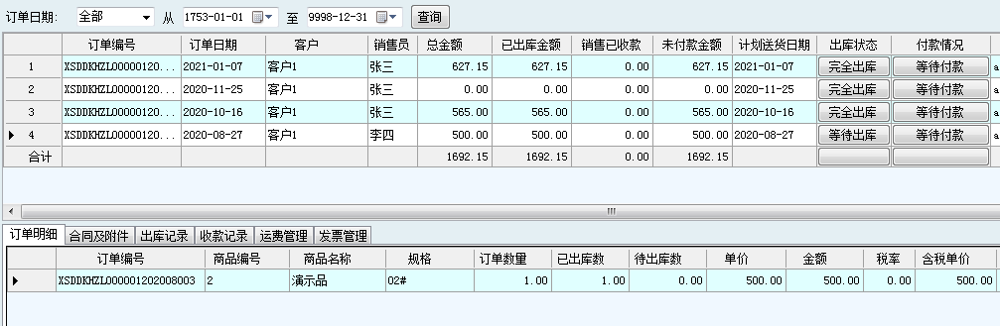 订单日期: 全部 从 1753-01-01 至 9998-12-31 查询
订单编号 订单日期 客户 销售员 总金额 已出库金额 销售已收款 未付款金额 计划送货日期 出库状态 付款情况
1 XSDDKHZL00000120... 2021-01-07 客户1 张三 627.15 627.15 0.00 627.15 2021-01-07 完全出库 等待付款 a
2 XSDDKHZL00000120... 2020-11-25 客户1 张三 0.00 0.00 0.00 0.00 2020-11-25 完全出库 等待付款 a
3 XSDDKHZL00000120... 2020-10-16 客户1 张三 565.00 565.00 0.00 565.00 2020-10-16 完全出库 等待付款 a
4 XSDDKHZL00000120... 2020-08-27 客户1 李四 500.00 500.00 0.00 500.00 2020-08-27 等待出库 等待付款 a
合计 1692.15 1692.15 0.00 1692.15
订单明细 合同及附件 出库记录 收款记录 运费管理 发票管理
订单编号 商品编号 商品名称 规格 订单数量 已出库数 待出库数 单价 金额 税率 含税单价
XSDDKHZL000001202008003 2 演示品 02# 1.00 1.00 0.00 500.00 500.00 0.00 500.00